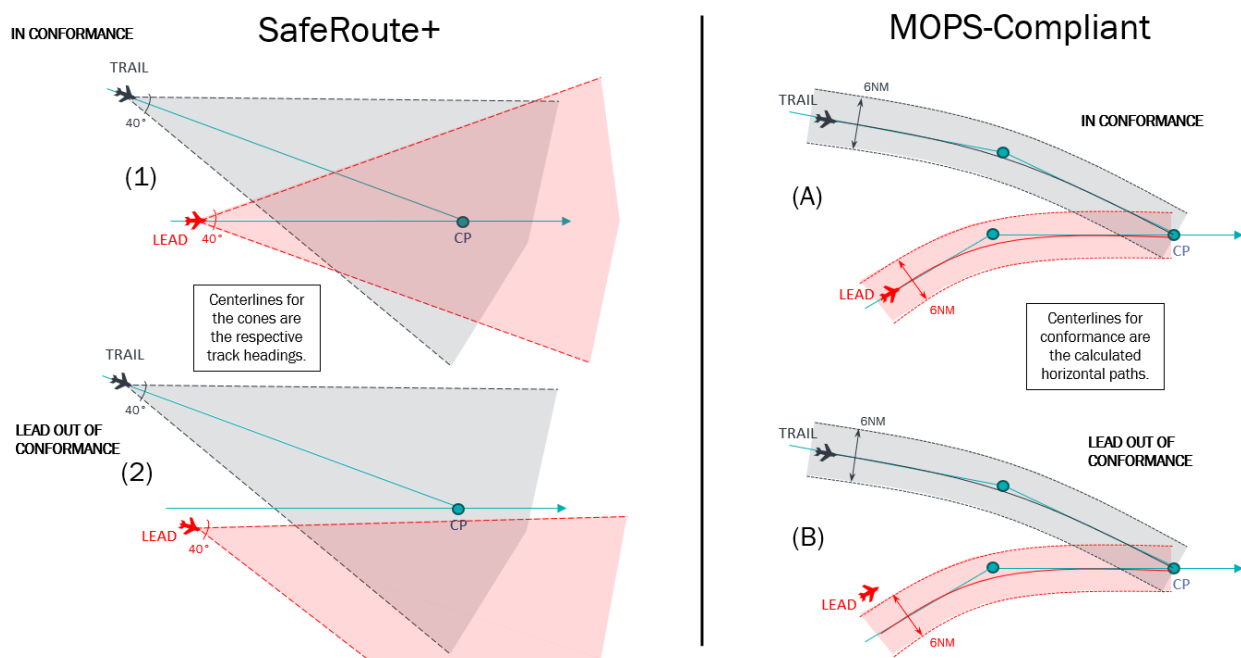 SafeRoute+
IN CONFORMANCE
TRAIL
40°
(1)
LEAD
40°
CP
Centerlines for
the cones are
the respective
track headings.
TRAIL
40°
LEAD OUT OF
CONFORMANCE
(2)
CP
LEAD
40°
MOPS-Compliant
6NM
TRAIL
IN CONFORMANCE
(A)
CP
LEAD
6NM
Centerlines for
conformance are
the calculated
horizontal paths.
6NM
TRAIL
LEAD OUT OF
CONFORMANCE
(B)
CP
LEAD
6NM